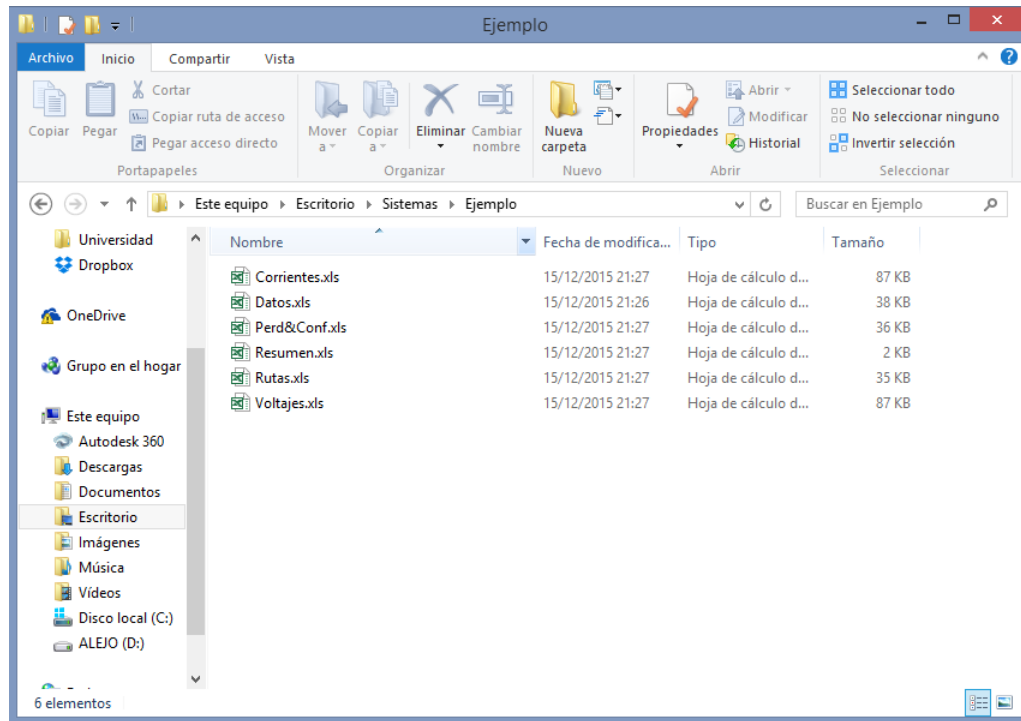 Ejemplo
Archivo Inicio Compartir Vista
Copiar
Pegar
Cortar
Copiar ruta de acceso
Pegar acceso directo
Portapapeles
Mover a
Copiar a
Eliminar
Cambiar nombre
Organizar
Nueva carpeta
Nuevo
Propiedades
Abrir
Modificar
Historial
Abrir
Seleccionar todo
No seleccionar ninguno
Invertir selección
Seleccionar
Este equipo Escritorio Sistemas Ejemplo
Buscar en Ejemplo
Universidad
Dropbox
OneDrive
Grupo en el hogar
Este equipo
Autodesk 360
Descargas
Documentos
Escritorio
Imágenes
Música
Vídeos
Disco local (C:)
ALEJO (D:)
Nombre Fecha de modifica... Tipo Tamaño
Corrientes.xls 15/12/2015 21:27 Hoja de cálculo d... 87 KB
Datos.xls 15/12/2015 21:26 Hoja de cálculo d... 38 KB
Perd&Conf.xls 15/12/2015 21:27 Hoja de cálculo d... 36 KB
Resumen.xls 15/12/2015 21:27 Hoja de cálculo d... 2 KB
Rutas.xls 15/12/2015 21:27 Hoja de cálculo d... 35 KB
Voltajes.xls 15/12/2015 21:27 Hoja de cálculo d... 87 KB
6 elementos